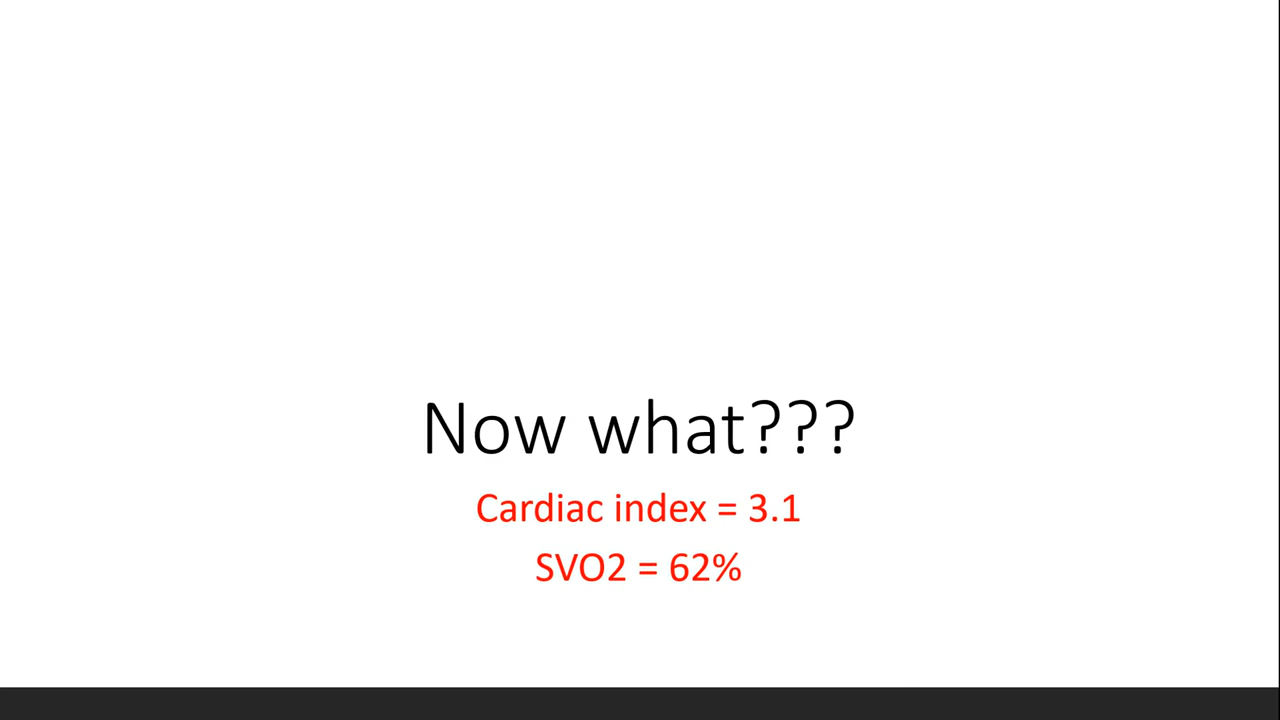 Now what???
Cardiac index = 3.1
SVO2 = 62%